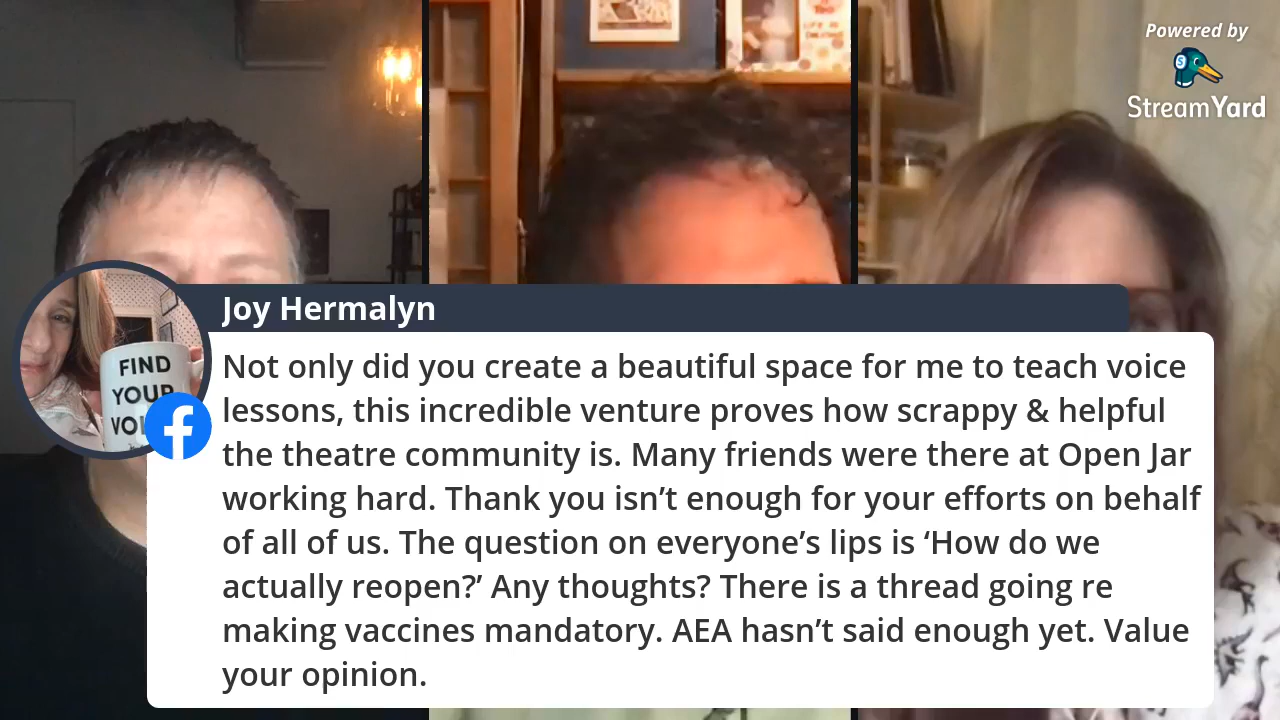 Powered by
StreamYard
Joy Hermalyn
FIND
YOUR
Not only did you create a beautiful space for me to teach voice
lessons, this incredible venture proves how scrappy & helpful
the theatre community is. Many friends were there at Open Jar
working hard. Thank you isn’t enough for your efforts on behalf
of all of us. The question on everyone’s lips is ‘How do we
actually reopen?’ Any thoughts? There is a thread going re
making vaccines mandatory. AEA hasn’t said enough yet. Value
your opinion.